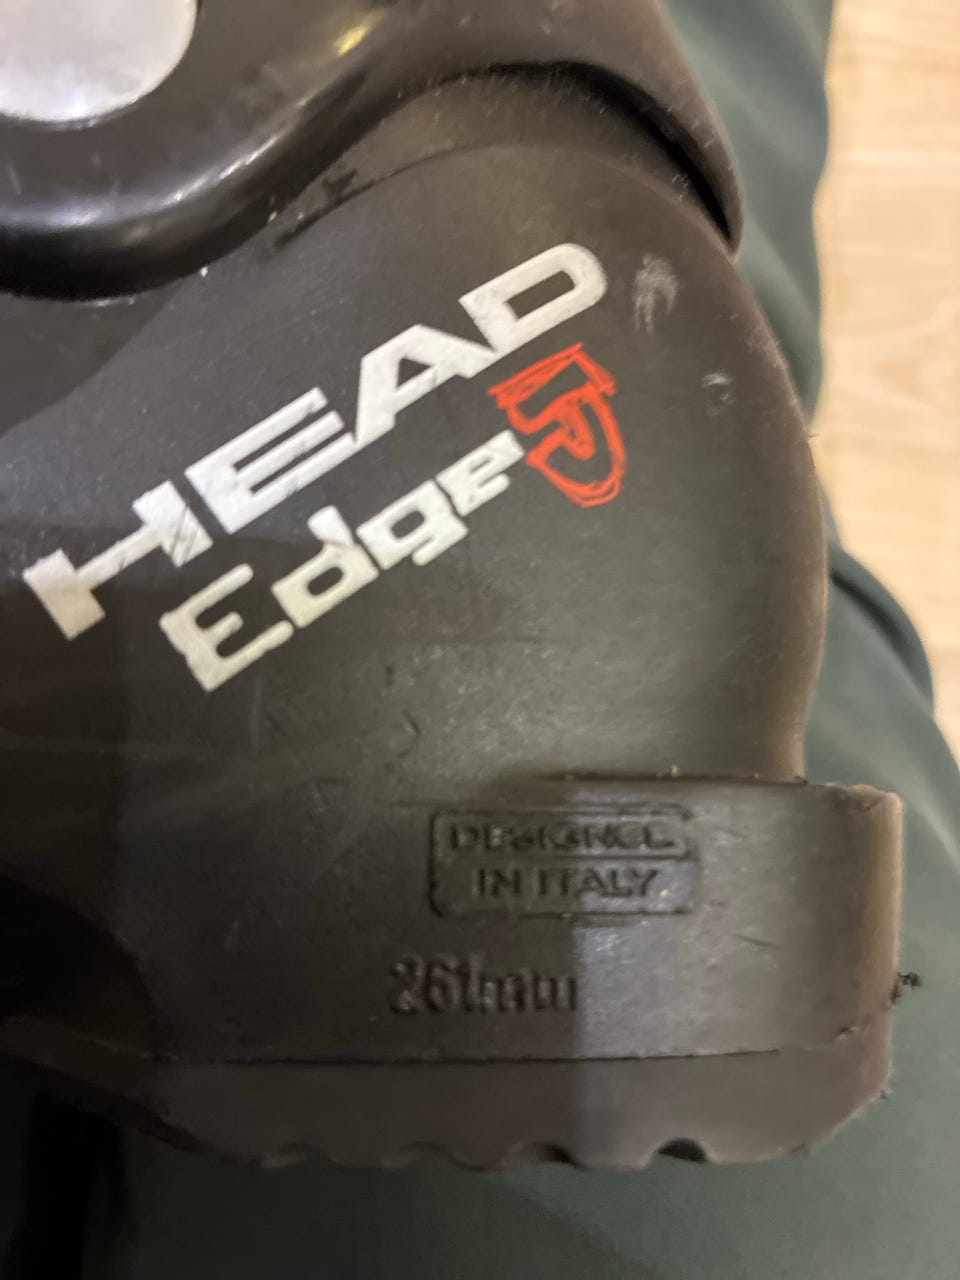 HEAD
Edge
DESIGNED
IN ITALY
261mm